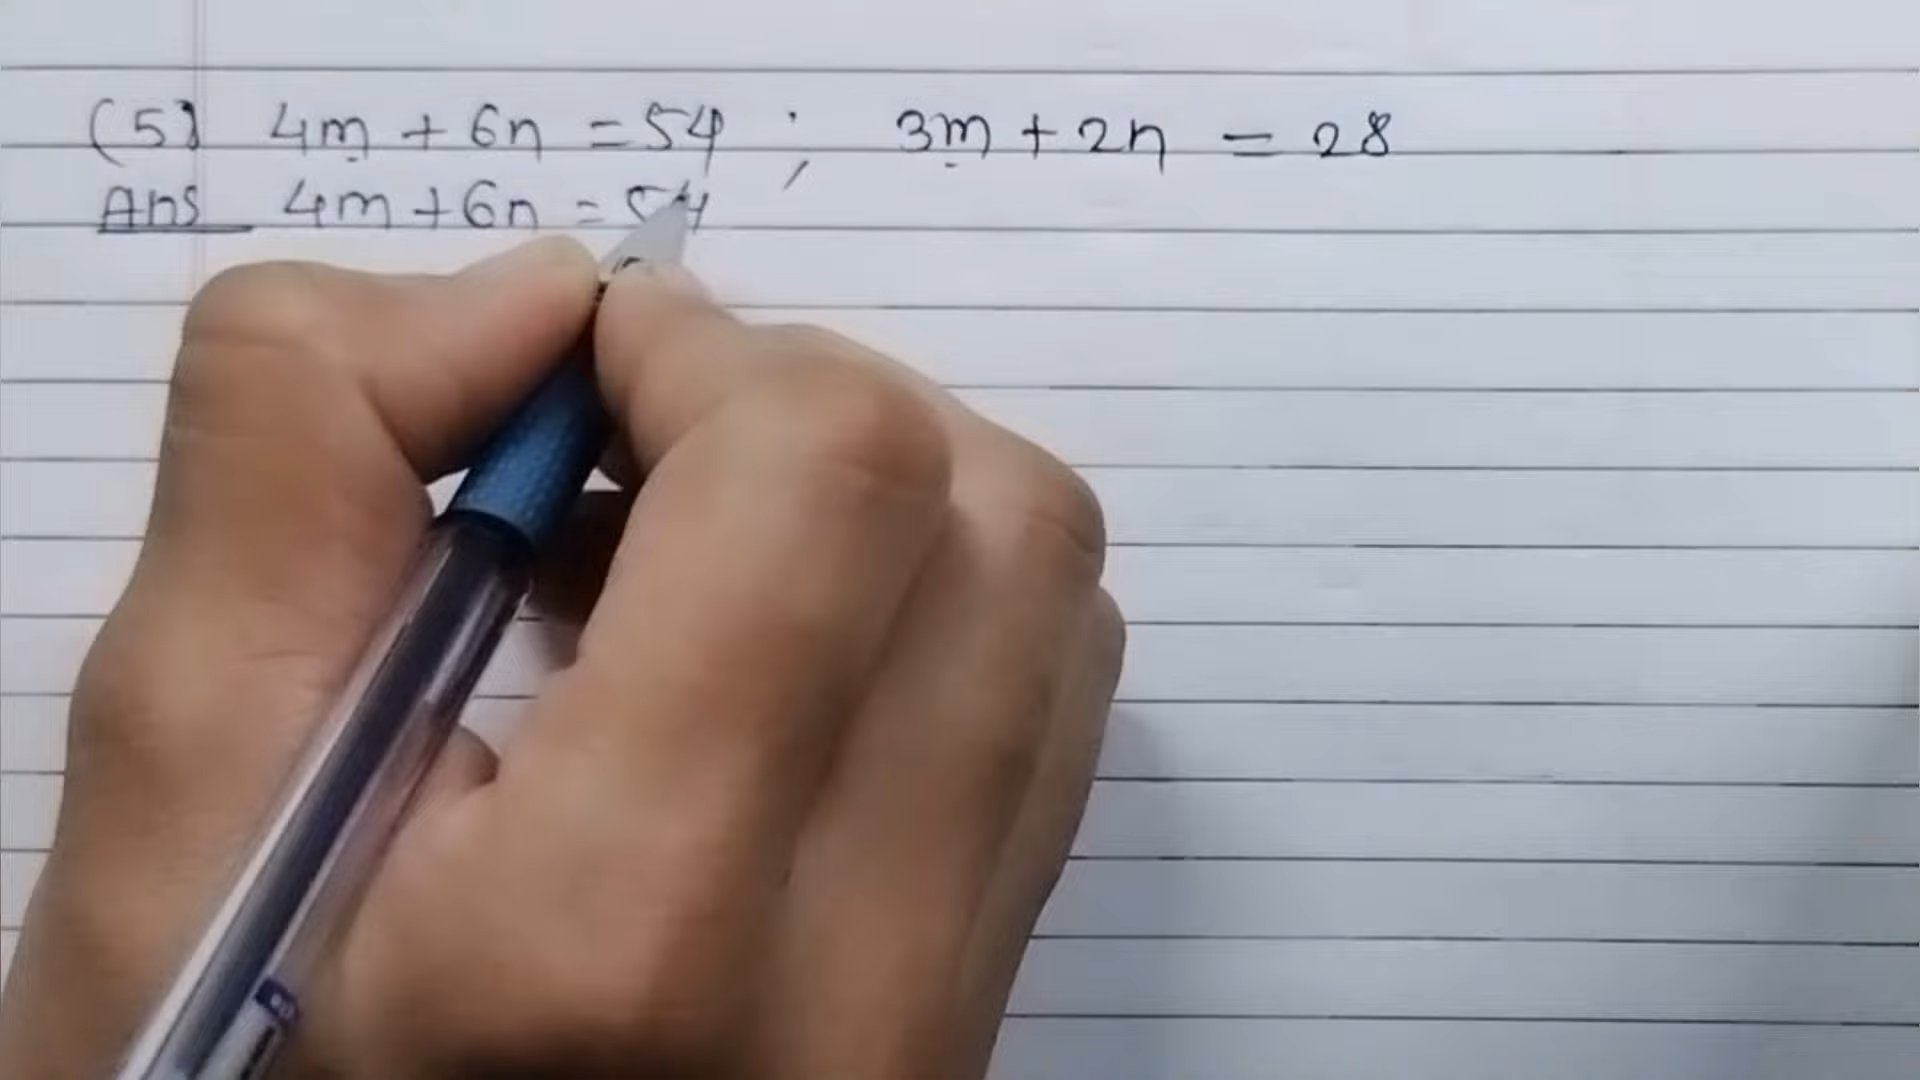 (5) 4m + 6n = 54 ; 3m + 2n = 28
Ans 4m + 6n = 54